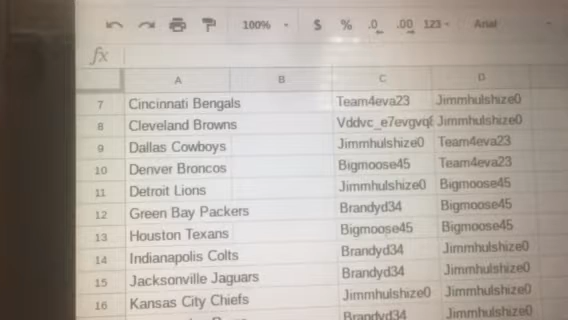 100% $ % .0 .00 123 Arial
fx
A B C D
7 Cincinnati Bengals Team4eva23 Jimmhulshize0
8 Cleveland Browns Vddvc_e7evgvq Jimmhulshize0
9 Dallas Cowboys Jimmhulshize0 Team4eva23
10 Denver Broncos Bigmoose45 Team4eva23
11 Detroit Lions Jimmhulshize0 Bigmoose45
12 Green Bay Packers Brandyd34 Bigmoose45
13 Houston Texans Bigmoose45 Bigmoose45
14 Indianapolis Colts Brandyd34 Jimmhulshize0
15 Jacksonville Jaguars Brandyd34 Jimmhulshize0
16 Kansas City Chiefs Jimmhulshize0 Jimmhulshize0
Brandyd34 Jimmhulshize0